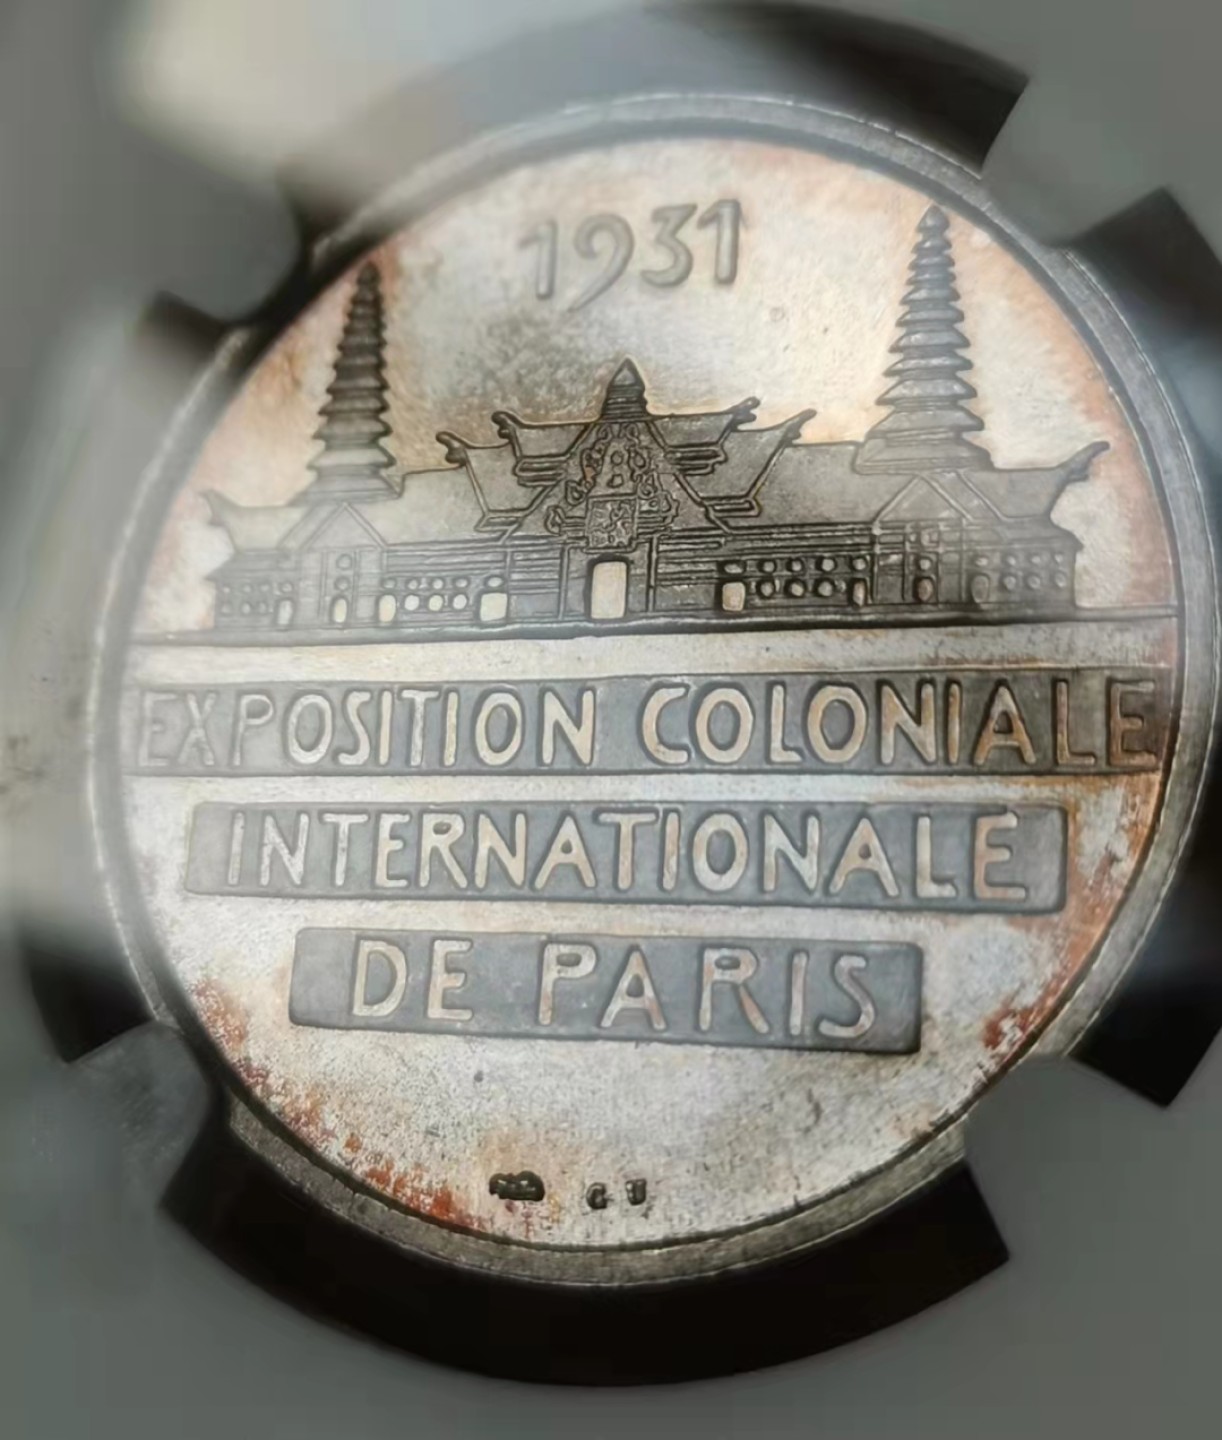 1931
EXPOSITION COLONIALE
INTERNATIONALE
DE PARIS